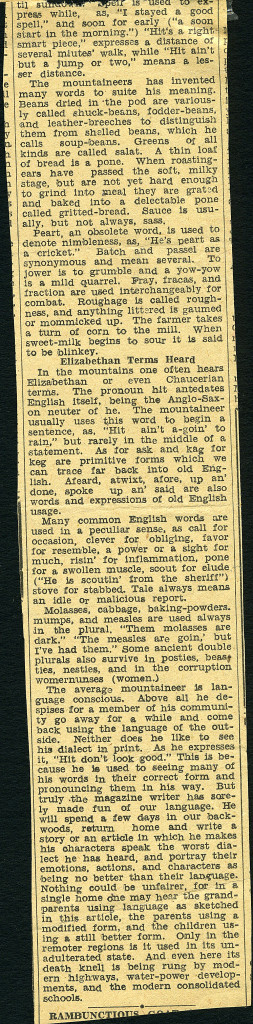 til sundown. Spell is used to ex-
press while, as, "I stayed a good
spell," and soon for early ("a soon
start in the morning.") "Hit's a right
smart piece," expresses a distance of
several miutes' walk, while "Hit ain't
but a jump or two," means a les-
ser distance.
The mountaineers has invented
many words to suite his meaning.
Beans dried in the pod are various-
ly called shuck-beans, fodder-beans,
and leather-breeches to distinguish
them from shelled beans, which he
calls soup-beans. Greens of all
kinds are called salat. A thin loaf
of bread is a pone. When roasting-
ears have passed the soft, milky
stage, but are not yet hard enough
to grind into meal they are grated
and baked into a delectable pone
called gritted-bread. Sauce is usu-
ally, but not always, sass.
Peart, an obsolete word, is used to
denote nimbleness, as, "He's peart as
a cricket." Batch and passel are
synonymous and mean several. To
jower is to grumble and a yow-yow
is a mild quarrel. Fray, fracas, and
fraction are used interchangeably for
combat. Roughage is called rough-
ness, and anything littered is gaumed
or mommicked up. The farmer takes
a turn of corn to the mill. When
sweet-milk begins to sour it is said
to be blinkey.
Elizabethan Terms Heard
In the mountains one often hears
Elizabethan or even Chaucerian
terms. The pronoun hit antedates
English itself, being the Anglo-Sax-
on neuter of he. The mountaineer
usually uses this word to begin a
sentence, as, "Hit ain't a-goin' to
rain," but rarely in the middle of a
statement. As for ask and kag for
keg are primitive forms which we
can trace far back into old Eng-
lish. Afeard, atwixt, afore, up an'
done, spoke up an' said are also
words and expressions of old English
usage.
Many common English words are
used in a peculiar sense, as call for
occasion, clever for obliging, favor
for resemble, a power or a sight for
much, risin' for inflammation, pone
for a swollen muscle, scout for elude
("He is scoutin' from the sheriff")
stove for stabbed. Tale always means
an idle or malicious report.
Molasses, cabbage, baking-powders,
mumps, and measles are used always
in the plural, "Them molasses are
dark." "The measles are goin,' but
I've had them." Some ancient double
plurals also survive in posties, beas-
ties, nesties, and in the corruption
womernunses (women.)
The average mountaineer is lan-
guage conscious. Above all he de-
spises for a member of his communi-
ty go away for a while and come
back using the language of the out-
side. Neither does he like to see
his dialect in print. As he expresses
it, "Hit don't look good." This is be-
cause he is used to seeing many of
his words in their correct form and
pronouncing them in his way. But
truly the magazine writer has sore-
ly made fun of our language. He
will spend a few days in our back-
woods, return home and write a
story or an article in which he makes
his characters speak the worst dia-
lect he has heard, and portray their
emotions, actions, and characters as
being no better than their language.
Nothing could be unfairer, for in a
single home one may hear the grand-
parents using language as sketched
in this article, the parents using a
modified form, and the children us-
ing a still better form. Only in the
remoter regions is it used in its un-
adulterated state. And even here its
death knell is being rung by mod-
ern highways, water-power develop-
ments, and the modern consolidated
schools.
RAMBUNCTIOUS